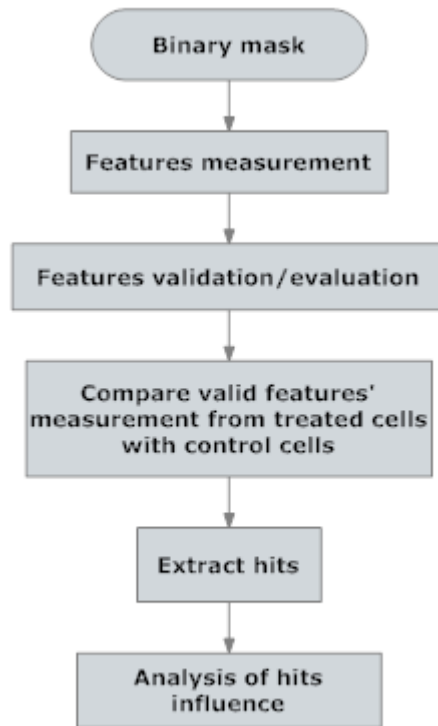 Binary mask
Features measurement
Features validation/evaluation
Compare valid features'
measurement from treated cells
with control cells
Extract hits
Analysis of hits
influence